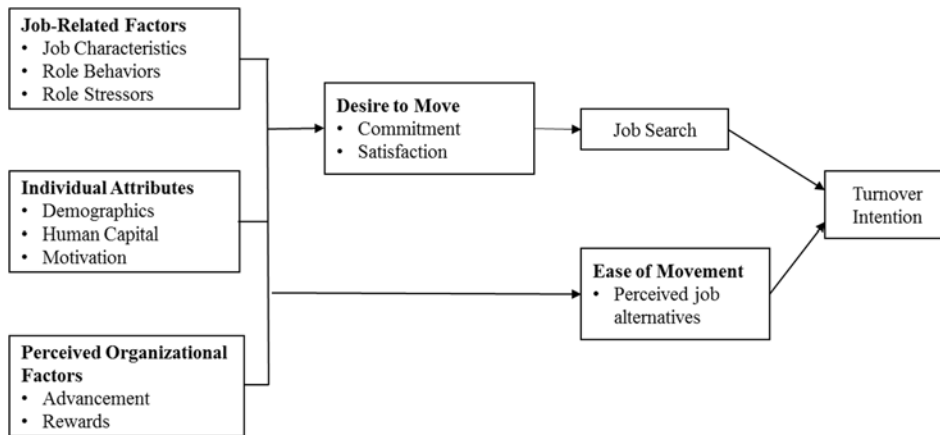 Job-Related Factors
• Job Characteristics
• Role Behaviors
• Role Stressors
Desire to Move
• Commitment
• Satisfaction
Job Search
Individual Attributes
• Demographics
• Human Capital
• Motivation
Turnover
Intention
Ease of Movement
• Perceived job
alternatives
Perceived Organizational
Factors
• Advancement
• Rewards